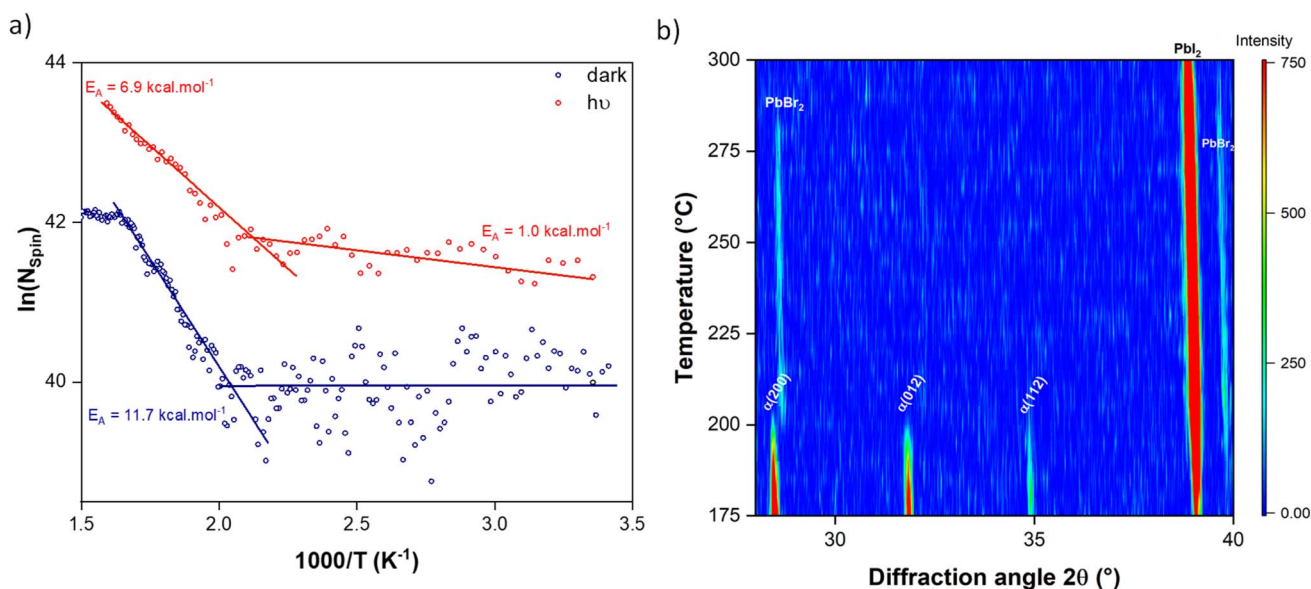 a)
44
42
40
1.5
2.0
2.5
3.0
3.5
ln(N_Spin)
1000/T (K⁻¹)
dark
hυ
E_A = 6.9 kcal.mol⁻¹
E_A = 1.0 kcal.mol⁻¹
E_A = 11.7 kcal.mol⁻¹
b)
PbI₂
Intensity
PbBr₂
PbBr₂
α(200)
α(012)
α(112)
300
275
250
225
200
175
Temperature (°C)
30
35
40
Diffraction angle 2θ (°)
750
500
250
0.00